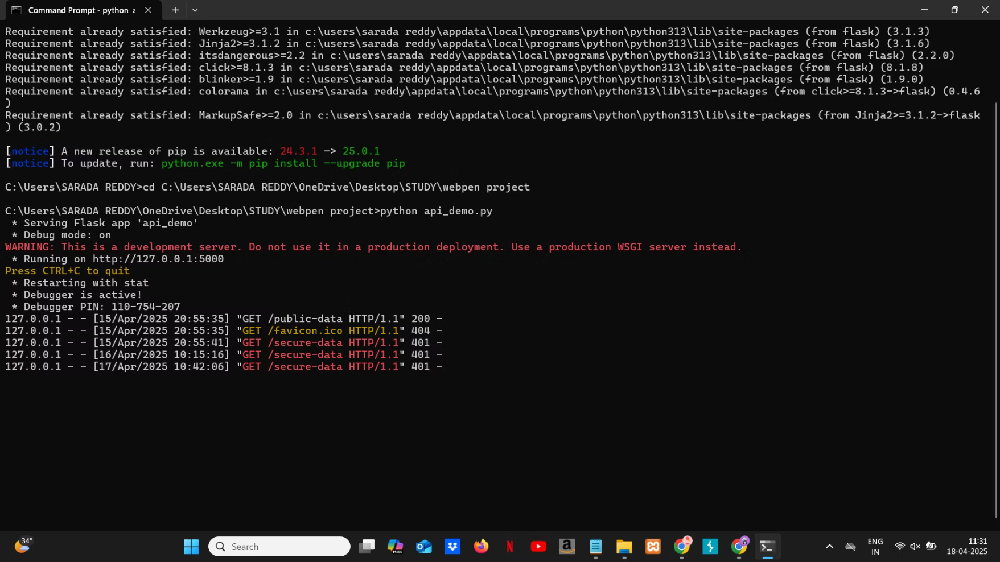 Command Prompt - python a
Requirement already satisfied: Werkzeug>=3.1 in c:\users\sarada reddy\appdata\local\programs\python\python313\lib\site-packages (from flask) (3.1.3)
Requirement already satisfied: Jinja2>=3.1.2 in c:\users\sarada reddy\appdata\local\programs\python\python313\lib\site-packages (from flask) (3.1.6)
Requirement already satisfied: itsdangerous>=2.2 in c:\users\sarada reddy\appdata\local\programs\python\python313\lib\site-packages (from flask) (2.2.0)
Requirement already satisfied: click>=8.1.3 in c:\users\sarada reddy\appdata\local\programs\python\python313\lib\site-packages (from flask) (8.1.8)
Requirement already satisfied: blinker>=1.9 in c:\users\sarada reddy\appdata\local\programs\python\python313\lib\site-packages (from flask) (1.9.0)
Requirement already satisfied: colorama in c:\users\sarada reddy\appdata\local\programs\python\python313\lib\site-packages (from click>=8.1.3->flask) (0.4.6
)
Requirement already satisfied: MarkupSafe>=2.0 in c:\users\sarada reddy\appdata\local\programs\python\python313\lib\site-packages (from Jinja2>=3.1.2->flask
) (3.0.2)
[notice] A new release of pip is available: 24.3.1 -> 25.0.1
[notice] To update, run: python.exe -m pip install --upgrade pip
C:\Users\SARADA REDDY>cd C:\Users\SARADA REDDY\OneDrive\Desktop\STUDY\webpen project
C:\Users\SARADA REDDY\OneDrive\Desktop\STUDY\webpen project>python api_demo.py
* Serving Flask app 'api_demo'
* Debug mode: on
WARNING: This is a development server. Do not use it in a production deployment. Use a production WSGI server instead.
* Running on http://127.0.0.1:5000
Press CTRL+C to quit
* Restarting with stat
* Debugger is active!
* Debugger PIN: 110-754-207
127.0.0.1 - - [15/Apr/2025 20:55:35] "GET /public-data HTTP/1.1" 200 -
127.0.0.1 - - [15/Apr/2025 20:55:35] "GET /favicon.ico HTTP/1.1" 404 -
127.0.0.1 - - [15/Apr/2025 20:55:41] "GET /secure-data HTTP/1.1" 401 -
127.0.0.1 - - [16/Apr/2025 10:15:16] "GET /secure-data HTTP/1.1" 401 -
127.0.0.1 - - [17/Apr/2025 10:42:06] "GET /secure-data HTTP/1.1" 401 -
34°
Search
M365
N
a
ENG
IN
11:31
18-04-2025